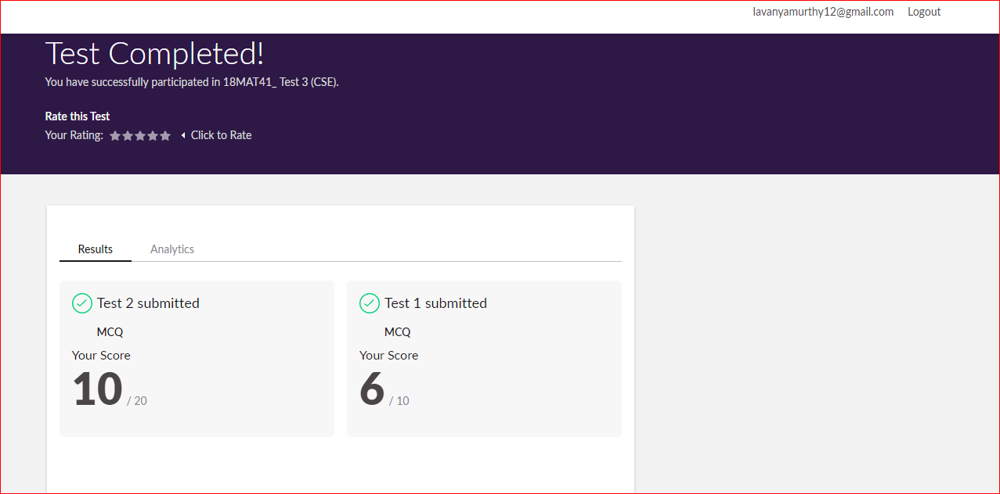 lavanyamurthy12@gmail.com Logout
Test Completed!
You have successfully participated in 18MAT41_ Test 3 (CSE).
Rate this Test
Your Rating: Click to Rate
Results Analytics
Test 2 submitted
MCQ
Your Score
10 / 20
Test 1 submitted
MCQ
Your Score
6 / 10